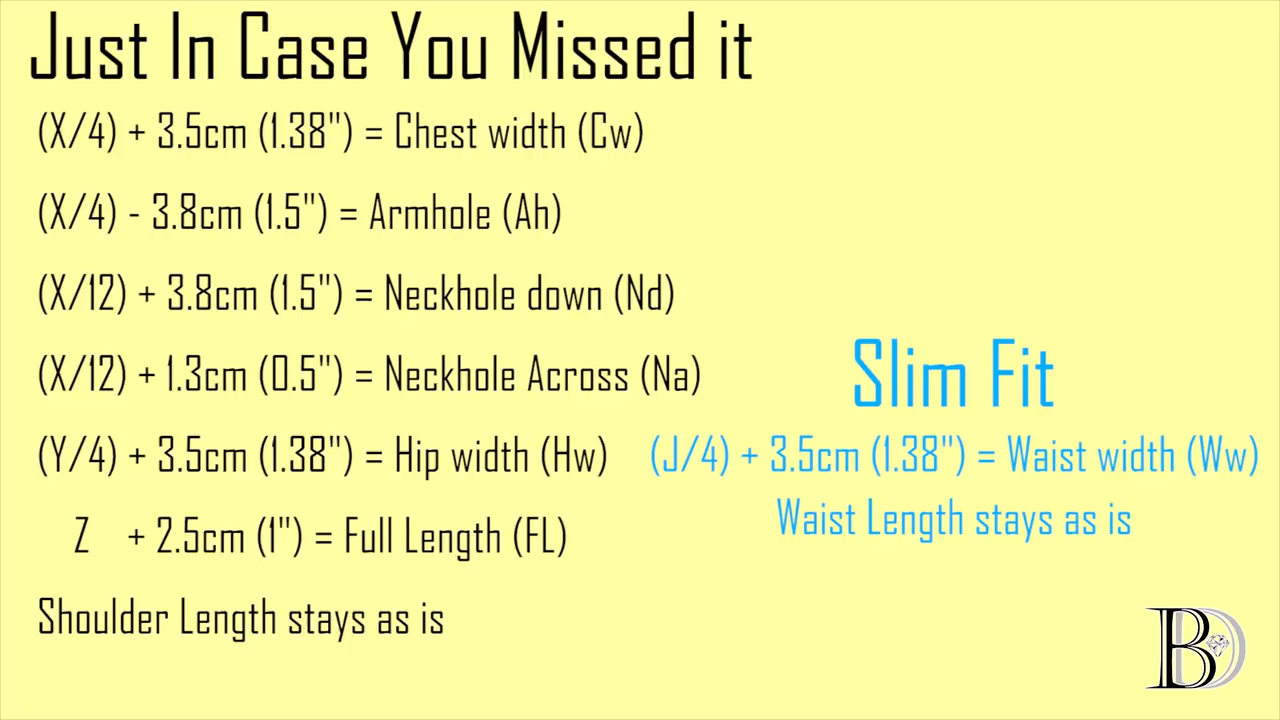 Just In Case You Missed it
(X/4) + 3.5cm (1.38") = Chest width (Cw)
(X/4) - 3.8cm (1.5") = Armhole (Ah)
(X/12) + 3.8cm (1.5") = Neckhole down (Nd)
(X/12) + 1.3cm (0.5") = Neckhole Across (Na)
(Y/4) + 3.5cm (1.38") = Hip width (Hw)
Z + 2.5cm (1") = Full Length (FL)
Shoulder Length stays as is
Slim Fit
(J/4) + 3.5cm (1.38") = Waist width (Ww)
Waist Length stays as is
BD